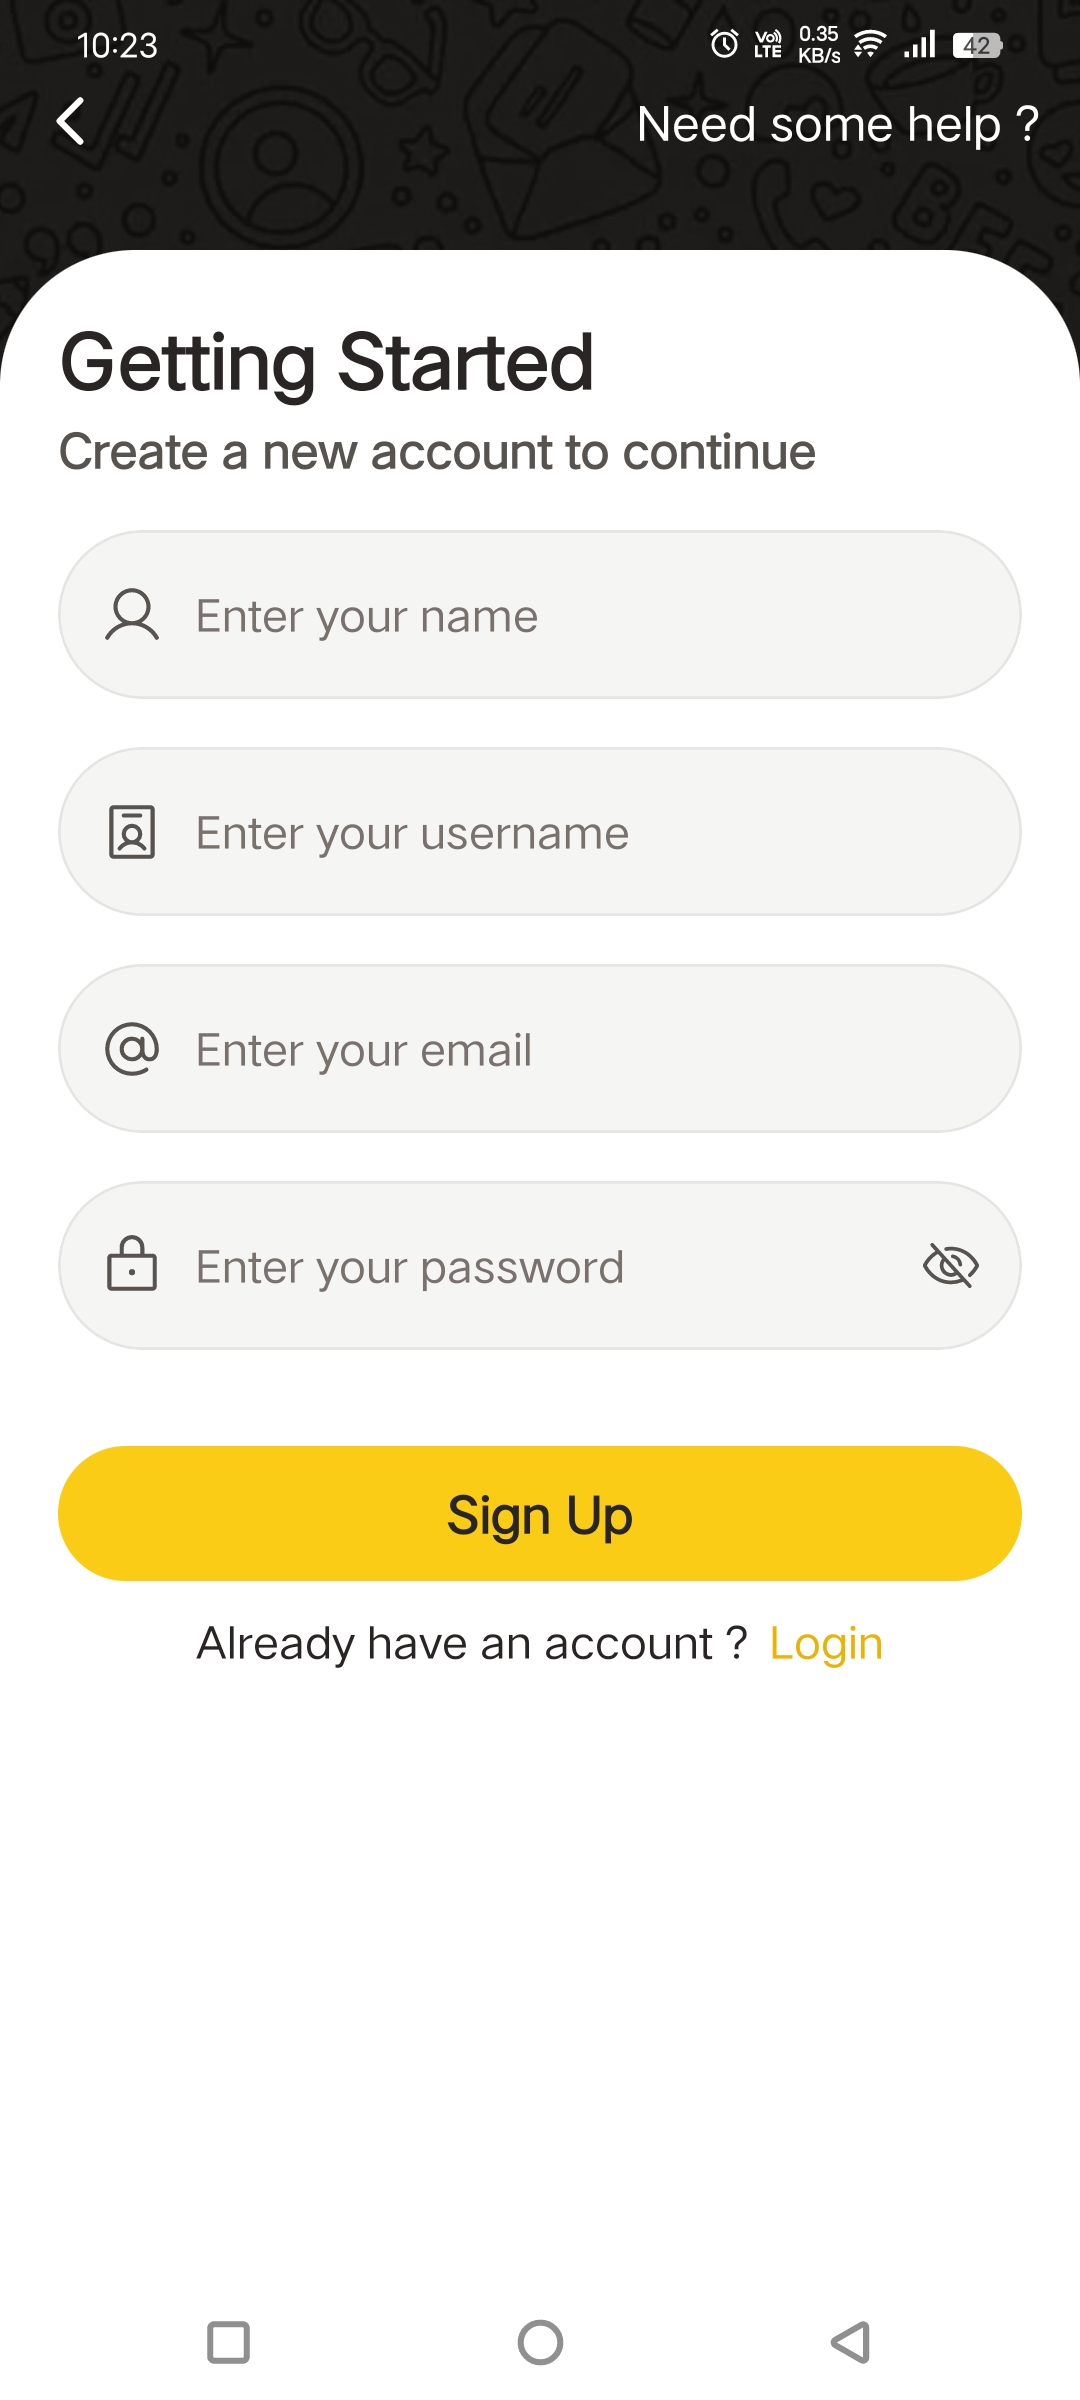 10:23
Vo)) LTE
0.35 KB/s
42
Need some help ?
Getting Started
Create a new account to continue
Enter your name
Enter your username
Enter your email
Enter your password
Sign Up
Already have an account ? Login